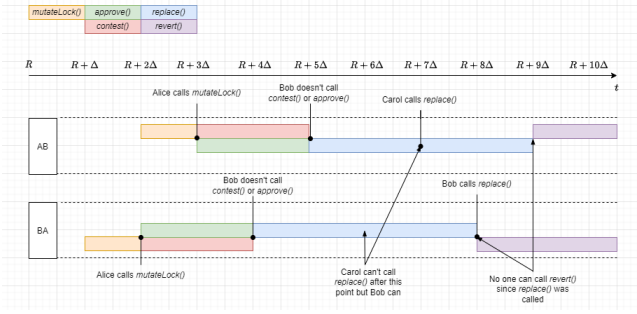 mutateLock() approve() replace()
contest() revert!()
R R + Δ R + 2Δ R + 3Δ R + 4Δ R + 5Δ R + 6Δ R + 7Δ R + 8Δ R + 9Δ R + 10Δ
t
Alice calls mutateLock()
Bob doesn't call
contest() or approve()
Carol calls replace()
AB
Bob doesn't call
contest() or approve()
Bob calls replace()
BA
Alice calls mutateLock()
Carol can't call
replace() after this
point but Bob can
No one can call revert()
since replace() was
called